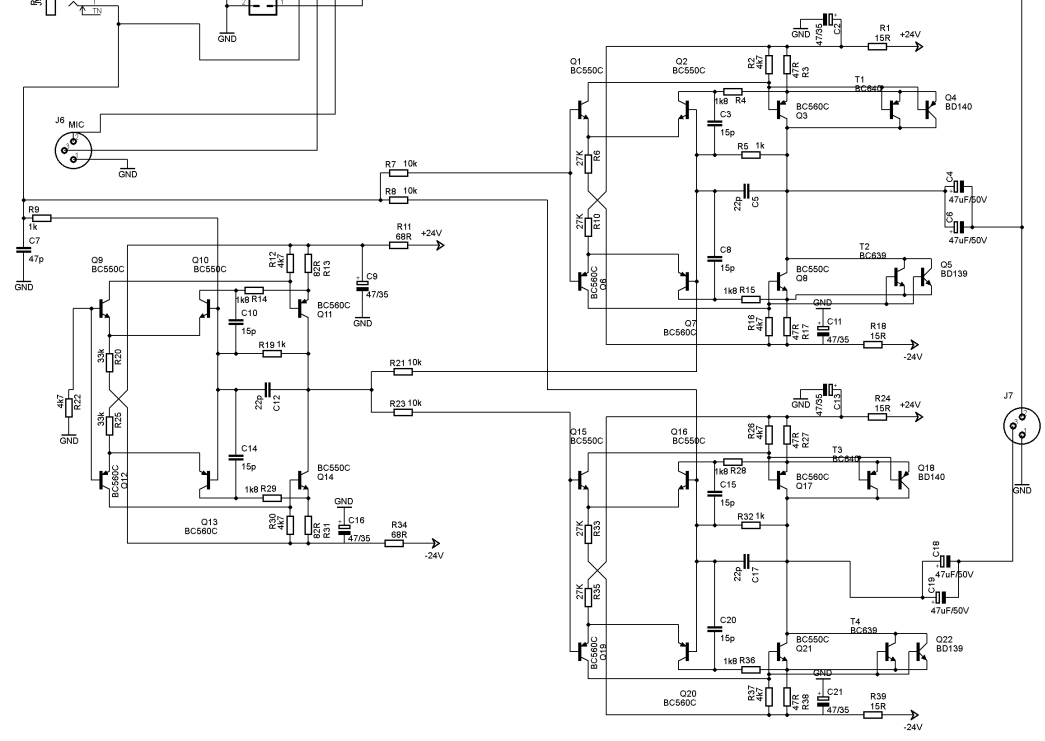 TN
2
1
GND
J6 MIC
GND
R9
1k
C7
47p
GND
R7 10k
R8 10k
R11
68R
+24V
Q9
BC550C
Q10
BC550C
R12
4k7
R13
82R
C9
47/35
GND
1k8 R14
C10
15p
BC560C
Q11
R19 1k
33k
R20
22p
C12
4k7
R22
GND
33k
R25
C14
15p
BC560C
Q12
1k8 R29
BC550C
Q14
Q13
BC560C
R30
4k7
82R
R31
GND
C16
47/35
R34
68R
-24V
R21 10k
R23 10k
GND
47/35
C2
R1
15R
+24V
Q1
BC550C
Q2
BC550C
R2
4k7
47R
R3
T1
BC640
1k8 R4
C3
15p
BC560C
Q3
Q4
BD140
R5 1k
27K
R6
22p
C5
C4
47uF/50V
C6
47uF/50V
27K
R10
C8
15p
BC560C
Q6
BC550C
Q8
T2
BC639
Q5
BD139
1k8 R15
Q7
BC560C
R16
4k7
47R
R17
GND
C11
47/35
R18
15R
-24V
GND
47/35
C13
R24
15R
+24V
J7
GND
Q15
BC550C
Q16
BC550C
R26
4k7
47R
R27
T3
BC640
1k8 R28
C15
15p
BC560C
Q17
Q18
BD140
R32 1k
27K
R33
22p
C17
C18
47uF/50V
C19
47uF/50V
27K
R35
C20
15p
BC560C
Q19
BC550C
Q21
T4
BC639
Q22
BD139
1k8 R36
Q20
BC560C
R37
4k7
47R
R38
GND
C21
47/35
R39
15R
-24V